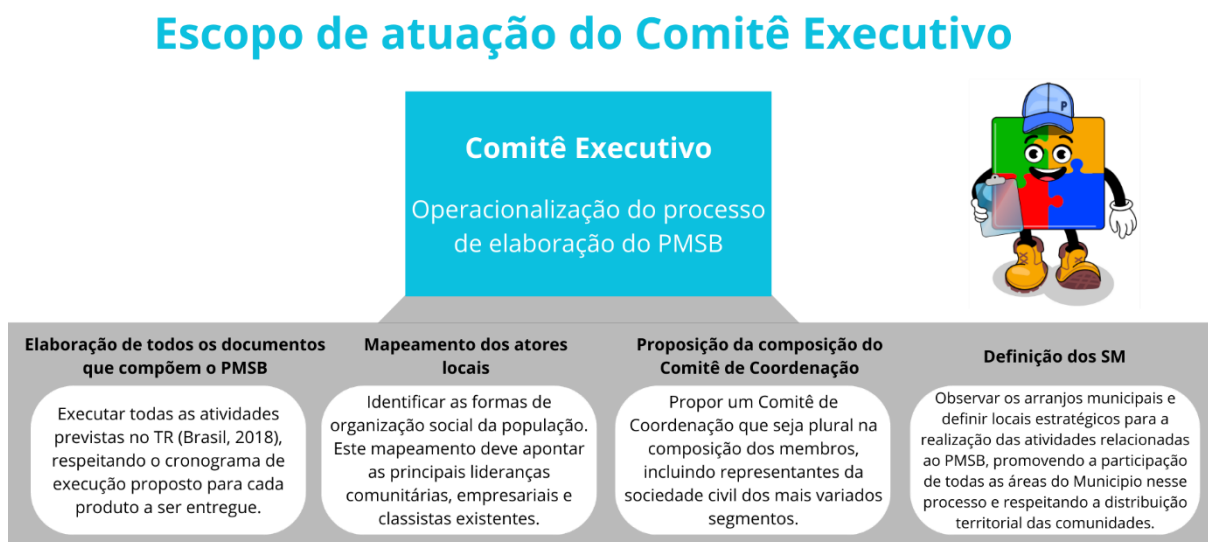 Escopo de atuação do Comitê Executivo
Comitê Executivo
Operacionalização do processo
de elaboração do PMSB
P
Elaboração de todos os documentos
que compõem o PMSB
Executar todas as atividades
previstas no TR (Brasil, 2018),
respeitando o cronograma de
execução proposto para cada
produto a ser entregue.
Mapeamento dos atores
locais
Identificar as formas de
organização social da população.
Este mapeamento deve apontar
as principais lideranças
comunitárias, empresariais e
classistas existentes.
Proposição da composição do
Comitê de Coordenação
Propor um Comitê de
Coordenação que seja plural na
composição dos membros,
incluindo representantes da
sociedade civil dos mais variados
segmentos.
Definição dos SM
Observar os arranjos municipais e
definir locais estratégicos para a
realização das atividades relacionadas
ao PMSB, promovendo a participação
de todas as áreas do Municipio nesse
processo e respeitando a distribuição
territorial das comunidades.